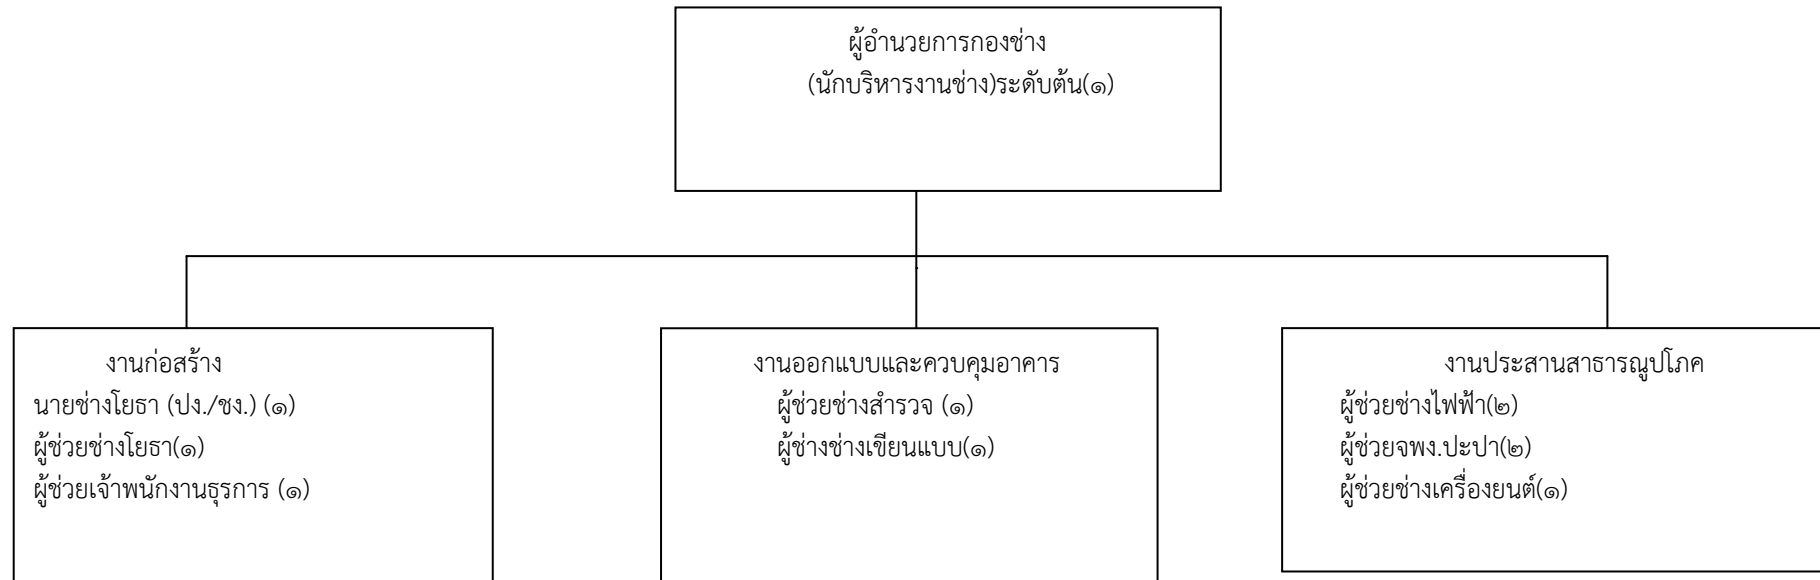 ผู้อำนวยการกองช่าง
(นักบริหารงานช่าง)ระดับต้น(๑)
งานก่อสร้าง
นายช่างโยธา (ปง./ชง.) (๑)
ผู้ช่วยช่างโยธา(๑)
ผู้ช่วยเจ้าพนักงานธุรการ (๑)
งานออกแบบและควบคุมอาคาร
ผู้ช่วยช่างสำรวจ (๑)
ผู้ช่างช่างเขียนแบบ(๑)
งานประสานสาธารณูปโภค
ผู้ช่วยช่างไฟฟ้า(๒)
ผู้ช่วยจพง.ปะปา(๒)
ผู้ช่วยช่างเครื่องยนต์(๑)